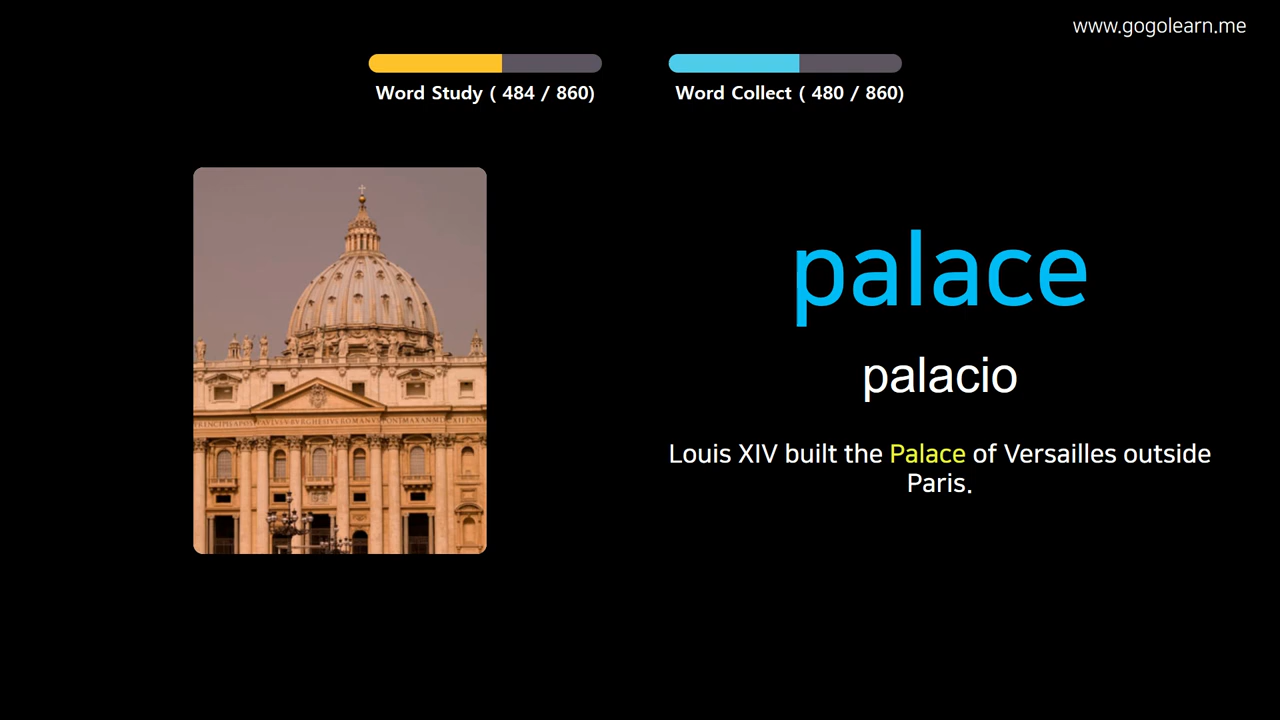 www.gogolearn.me
Word Study ( 484 / 860)
Word Collect ( 480 / 860)
palace
palacio
Louis XIV built the Palace of Versailles outside
Paris.